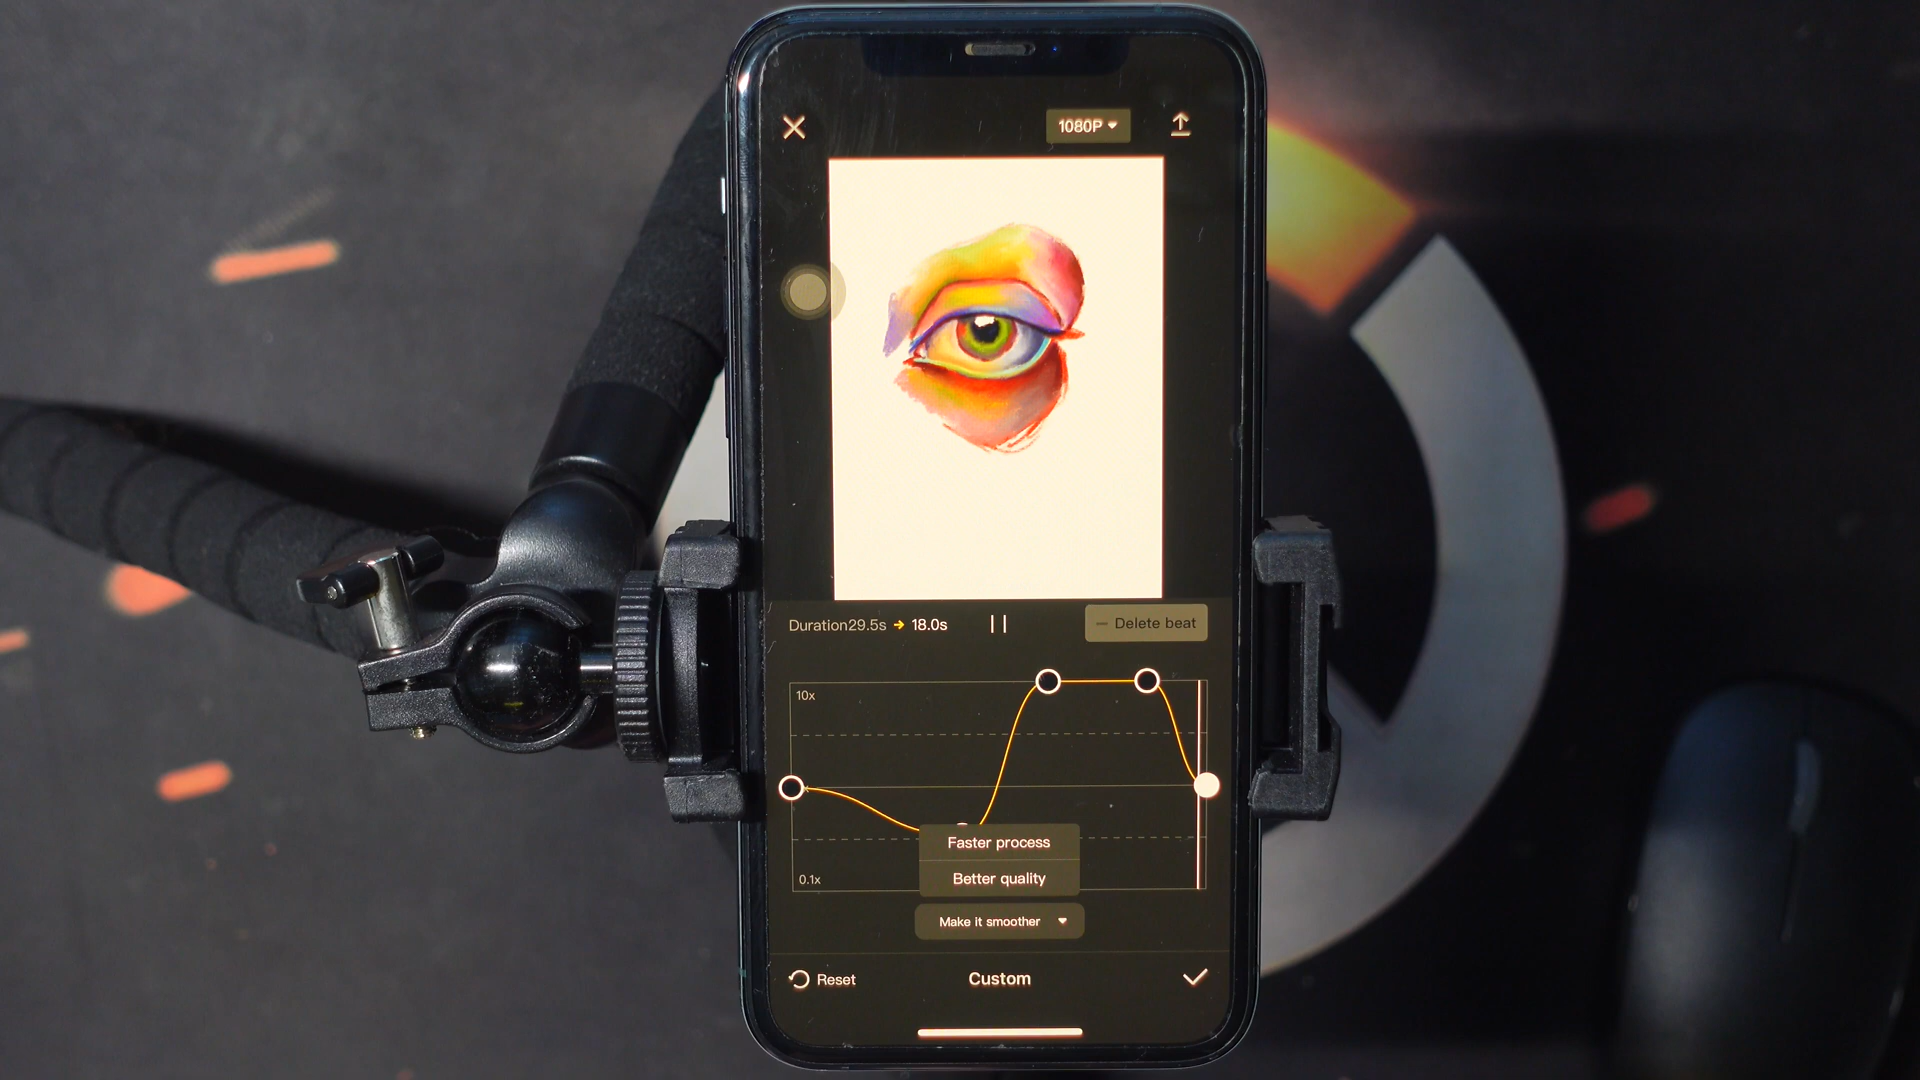 1080P
Duration29.5s → 18.0s
Delete beat
10x
Faster process
0.1x
Better quality
Make it smoother
Reset
Custom